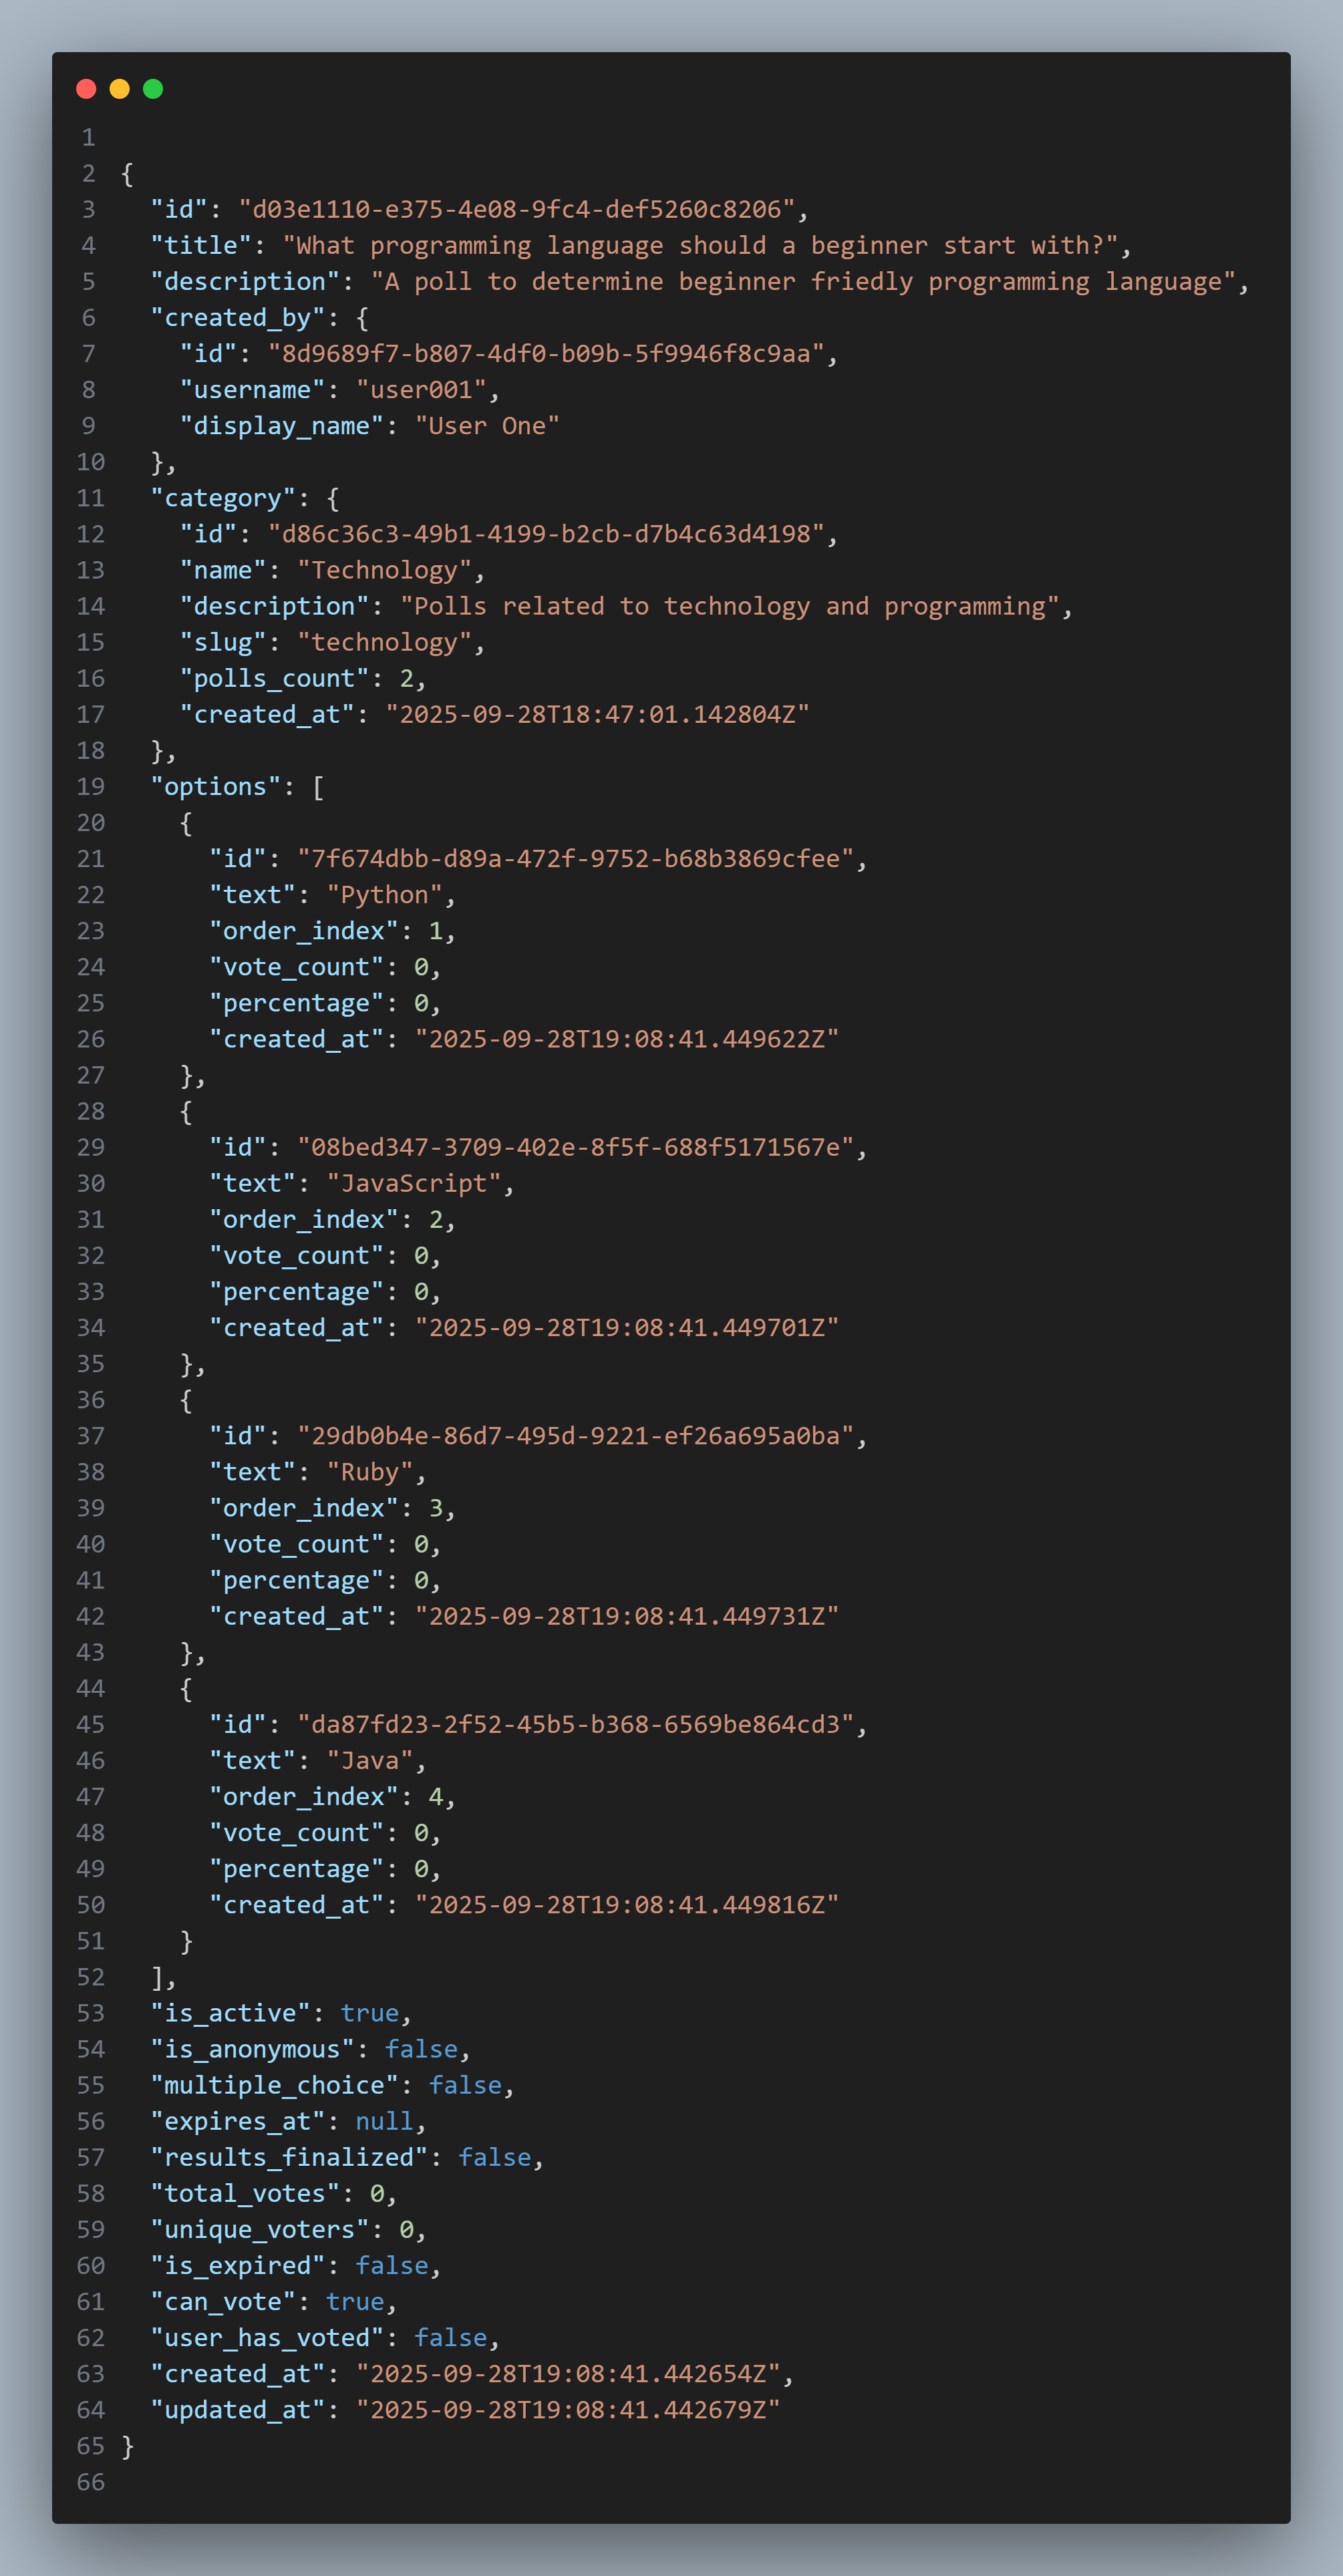 1
2 {
3   "id": "d03e1110-e375-4e08-9fc4-def5260c8206",
4   "title": "What programming language should a beginner start with?",
5   "description": "A poll to determine beginner friedly programming language",
6   "created_by": {
7     "id": "8d9689f7-b807-4df0-b09b-5f9946f8c9aa",
8     "username": "user001",
9     "display_name": "User One"
10   },
11   "category": {
12     "id": "d86c36c3-49b1-4199-b2cb-d7b4c63d4198",
13     "name": "Technology",
14     "description": "Polls related to technology and programming",
15     "slug": "technology",
16     "polls_count": 2,
17     "created_at": "2025-09-28T18:47:01.142804Z"
18   },
19   "options": [
20     {
21       "id": "7f674dbb-d89a-472f-9752-b68b3869cfee",
22       "text": "Python",
23       "order_index": 1,
24       "vote_count": 0,
25       "percentage": 0,
26       "created_at": "2025-09-28T19:08:41.449622Z"
27     },
28     {
29       "id": "08bed347-3709-402e-8f5f-688f5171567e",
30       "text": "JavaScript",
31       "order_index": 2,
32       "vote_count": 0,
33       "percentage": 0,
34       "created_at": "2025-09-28T19:08:41.449701Z"
35     },
36     {
37       "id": "29db0b4e-86d7-495d-9221-ef26a695a0ba",
38       "text": "Ruby",
39       "order_index": 3,
40       "vote_count": 0,
41       "percentage": 0,
42       "created_at": "2025-09-28T19:08:41.449731Z"
43     },
44     {
45       "id": "da87fd23-2f52-45b5-b368-6569be864cd3",
46       "text": "Java",
47       "order_index": 4,
48       "vote_count": 0,
49       "percentage": 0,
50       "created_at": "2025-09-28T19:08:41.449816Z"
51     }
52   ],
53   "is_active": true,
54   "is_anonymous": false,
55   "multiple_choice": false,
56   "expires_at": null,
57   "results_finalized": false,
58   "total_votes": 0,
59   "unique_voters": 0,
60   "is_expired": false,
61   "can_vote": true,
62   "user_has_voted": false,
63   "created_at": "2025-09-28T19:08:41.442654Z",
64   "updated_at": "2025-09-28T19:08:41.442679Z"
65 }
66